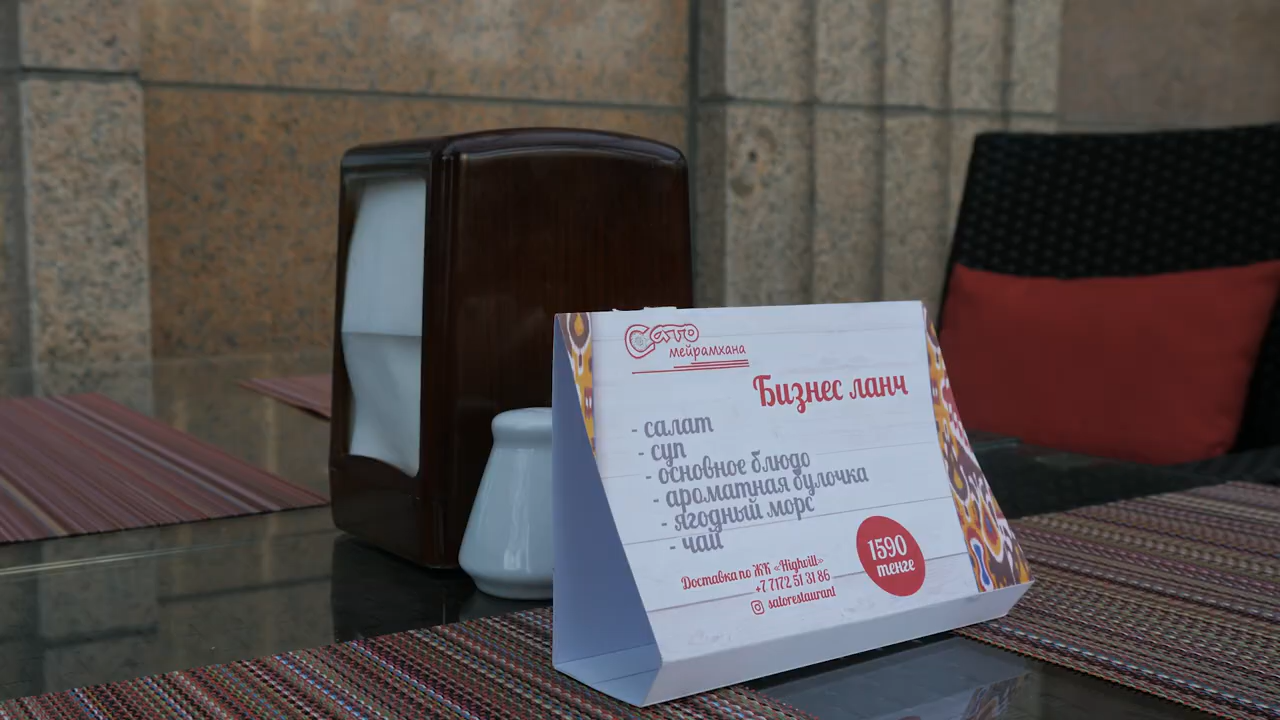 Сато
мейрамхана
Бизнес ланч
- салат
- суп
- основное блюдо
- ароматная булочка
- ягодный морс
- чай
1590
тенге
Доставка по ЖК «Highvill»
+7 7172 51 31 86
satorestaurant